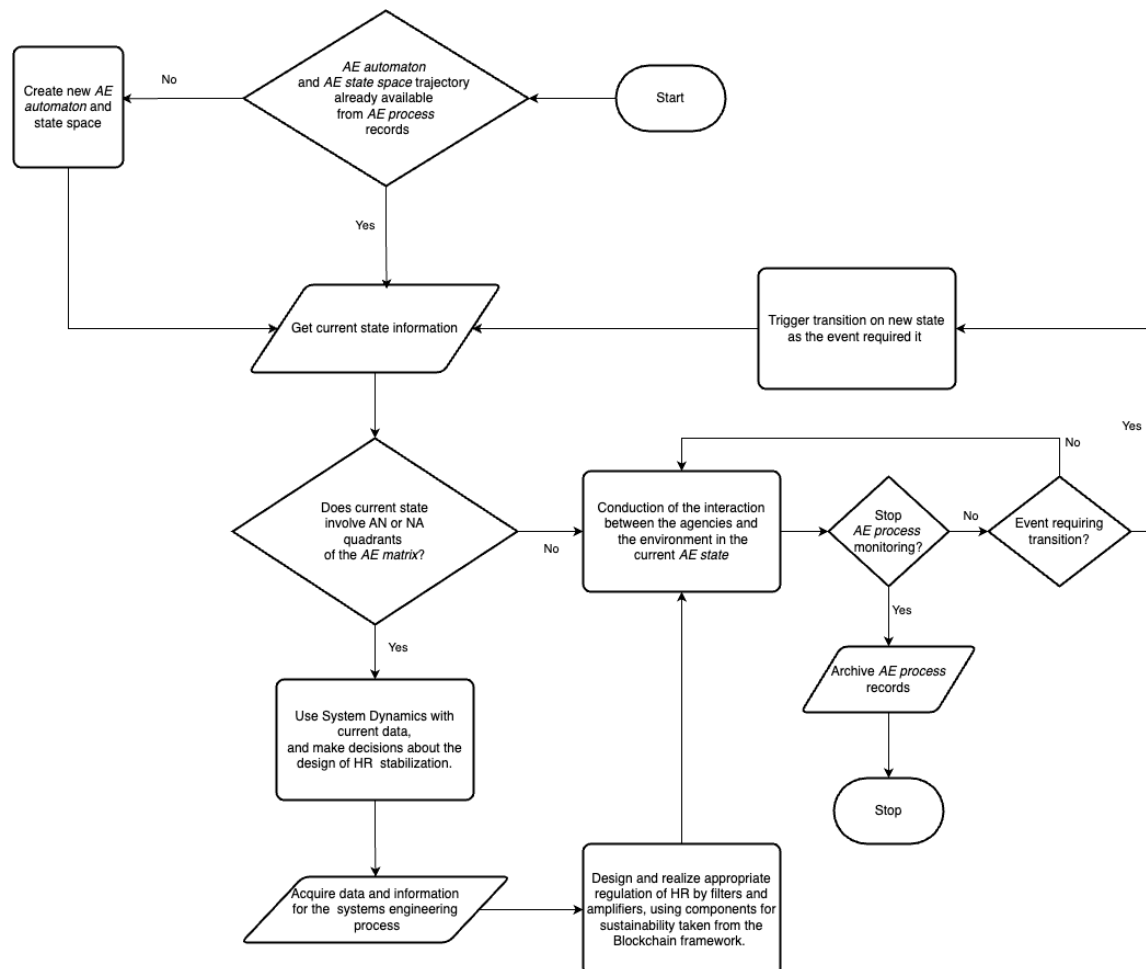 Start
AE automaton
and AE state space trajectory
already available
from AE process
records
No
Create new AE
automaton and
state space
Yes
Get current state information
Trigger transition on new state
as the event required it
Yes
No
Does current state
involve AN or NA
quadrants
of the AE matrix?
No
Conduction of the interaction
between the agencies and
the environment in the
current AE state
Stop
AE process
monitoring?
No
Event requiring
transition?
Yes
Yes
Archive AE process
records
Use System Dynamics with
current data,
and make decisions about the
design of HR stabilization.
Stop
Acquire data and information
for the systems engineering
process
Design and realize appropriate
regulation of HR by filters and
amplifiers, using components for
sustainability taken from the
Blockchain framework.